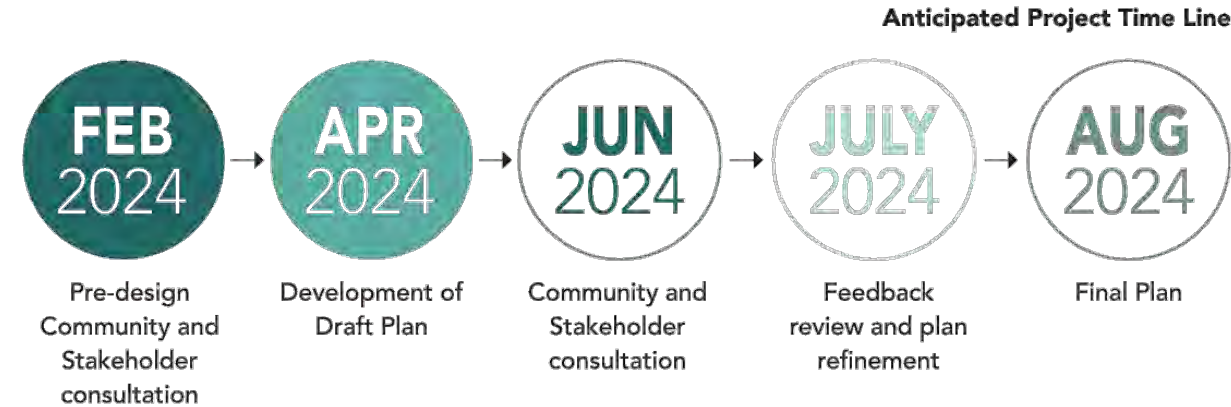 Anticipated Project Time Line
FEB
2024
Pre-design
Community and
Stakeholder
consultation
APR
2024
Development of
Draft Plan
JUN
2024
Community and
Stakeholder
consultation
JULY
2024
Feedback
review and plan
refinement
AUG
2024
Final Plan